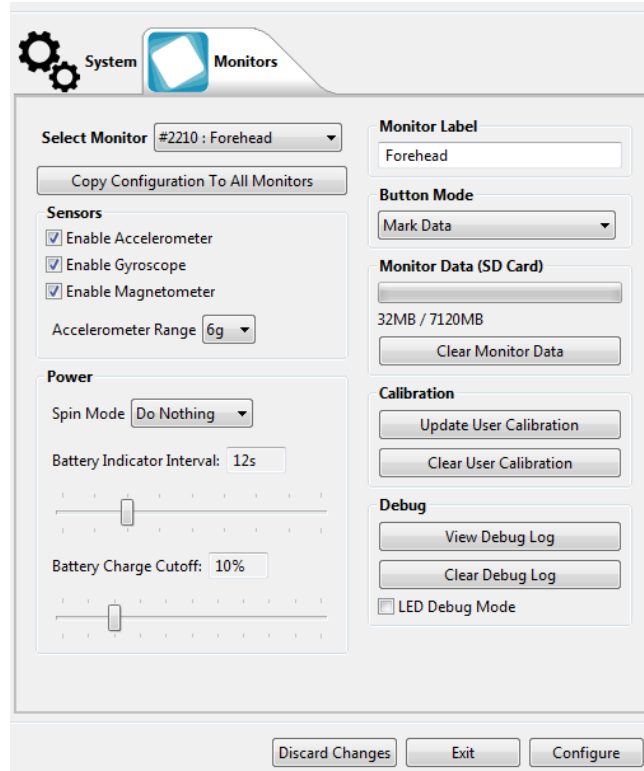 System
Monitors
Select Monitor #2210 : Forehead
Copy Configuration To All Monitors
Sensors
Enable Accelerometer
Enable Gyroscope
Enable Magnetometer
Accelerometer Range 6g
Power
Spin Mode Do Nothing
Battery Indicator Interval: 12s
Battery Charge Cutoff: 10%
Monitor Label
Forehead
Button Mode
Mark Data
Monitor Data (SD Card)
32MB / 7120MB
Clear Monitor Data
Calibration
Update User Calibration
Clear User Calibration
Debug
View Debug Log
Clear Debug Log
LED Debug Mode
Discard Changes
Exit
Configure